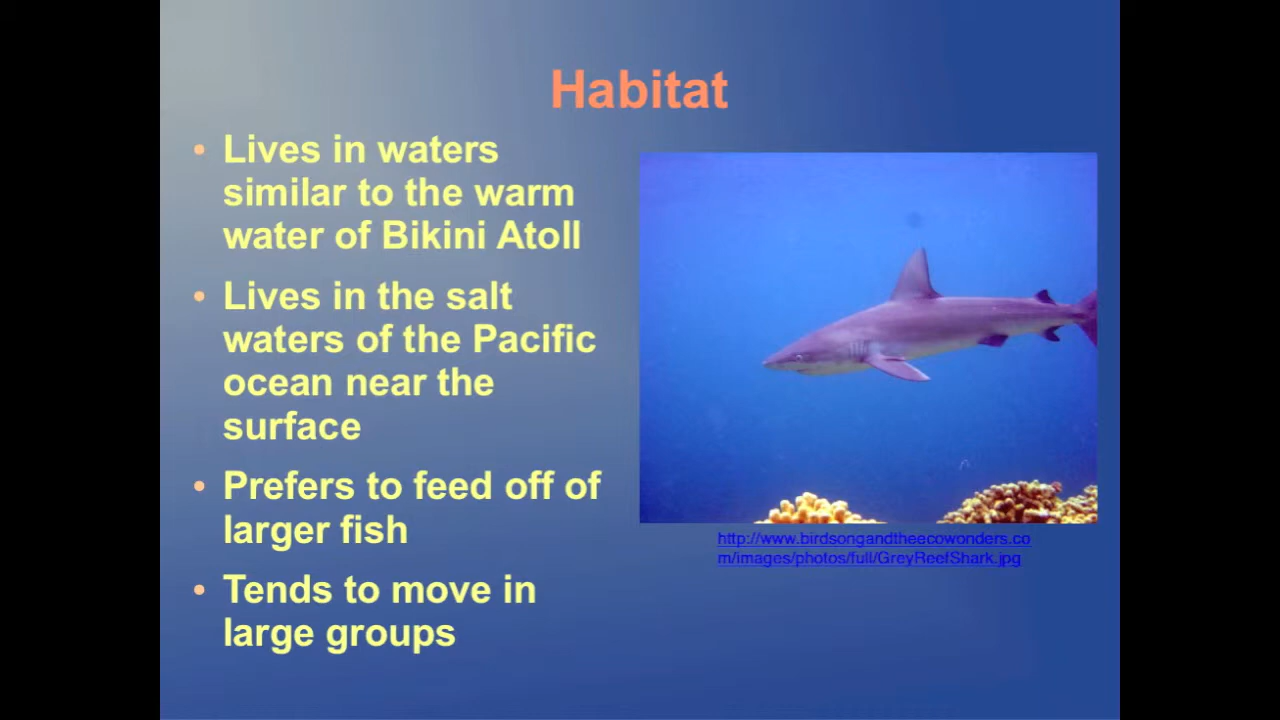 Habitat
• Lives in waters
similar to the warm
water of Bikini Atoll
• Lives in the salt
waters of the Pacific
ocean near the
surface
• Prefers to feed off of
larger fish
• Tends to move in
large groups
http://www.birdsongandtheecowonders.co
m/images/photos/full/GreyReefShark.jpg